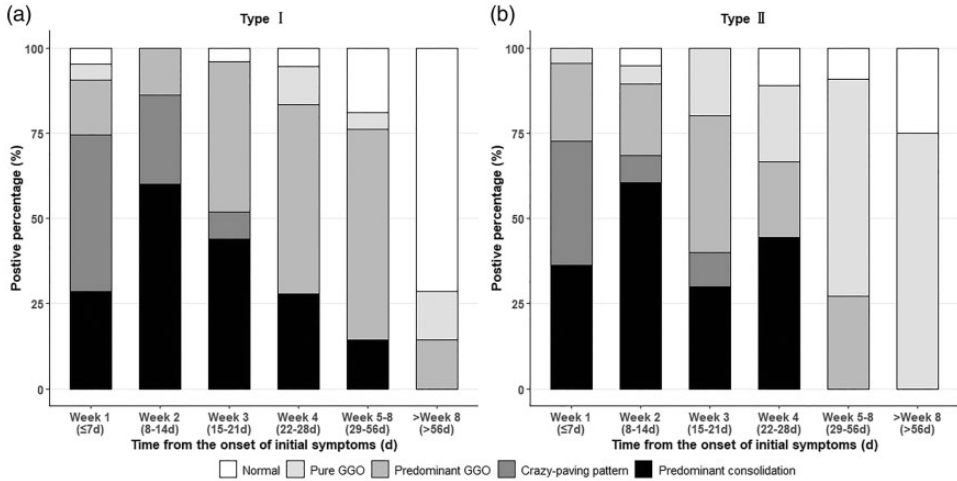 (a)
Type Ⅰ
Postive percentage (%)
100
75
50
25
0
Week 1 Week 2 Week 3 Week 4 Week 5-8 >Week 8
(≤7d) (8-14d) (15-21d) (22-28d) (29-56d) (>56d)
Time from the onset of initial symptoms (d)
(b)
Type Ⅱ
Postive percentage (%)
100
75
50
25
0
Week 1 Week 2 Week 3 Week 4 Week 5-8 >Week 8
(≤7d) (8-14d) (15-21d) (22-28d) (29-56d) (>56d)
Time from the onset of initial symptoms (d)
Normal Pure GGO Predominant GGO Crazy-paving pattern Predominant consolidation